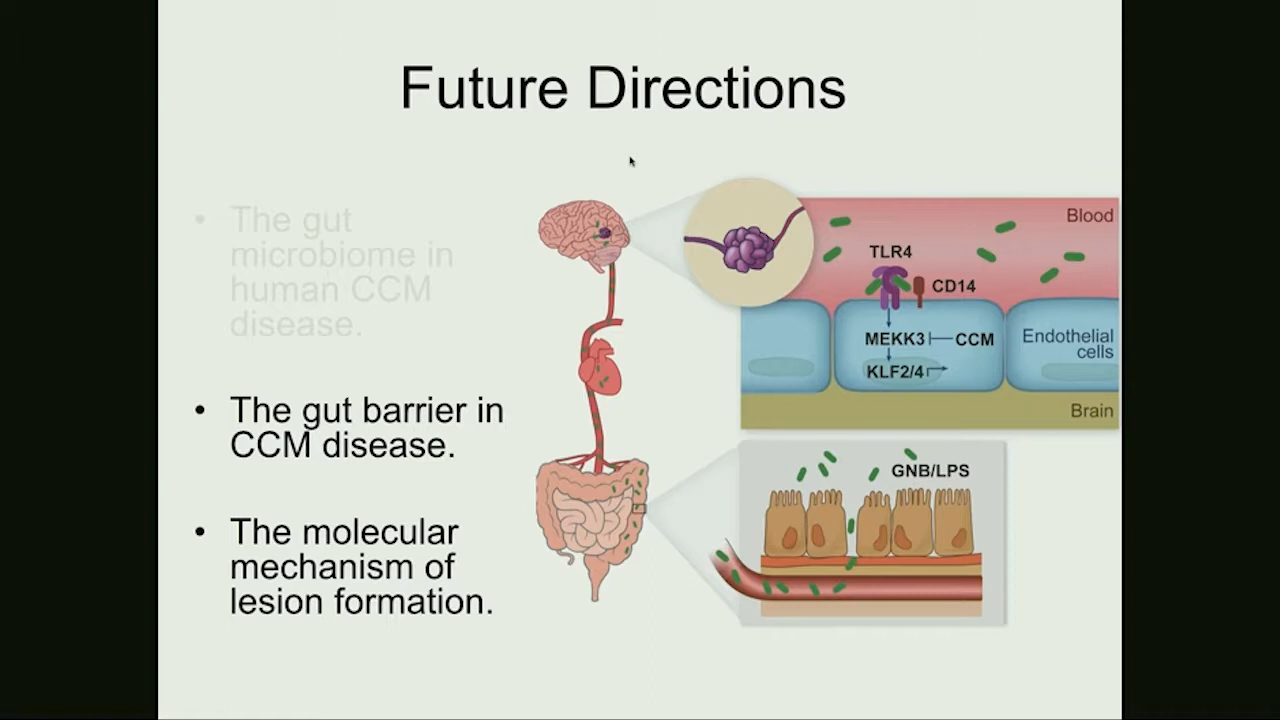 Future Directions
• The gut
microbiome in
human CCM
disease.
• The gut barrier in
CCM disease.
• The molecular
mechanism of
lesion formation.
Blood
TLR4
CD14
MEKK3 CCM
KLF2/4
Endothelial
cells
Brain
GNB/LPS